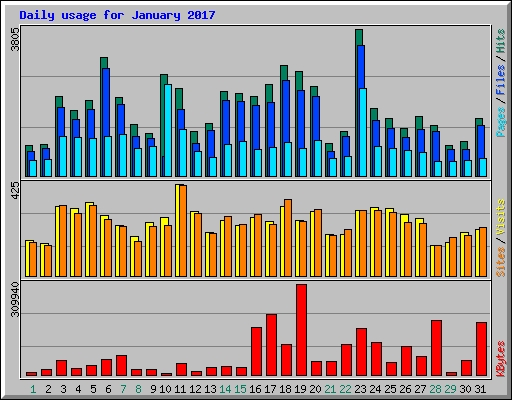 Daily usage for January 2017
3805
Pages / Files / Hits
425
Sites / Visits
309940
KBytes
1 2 3 4 5 6 7 8 9 10 11 12 13 14 15 16 17 18 19 20 21 22 23 24 25 26 27 28 29 30 31